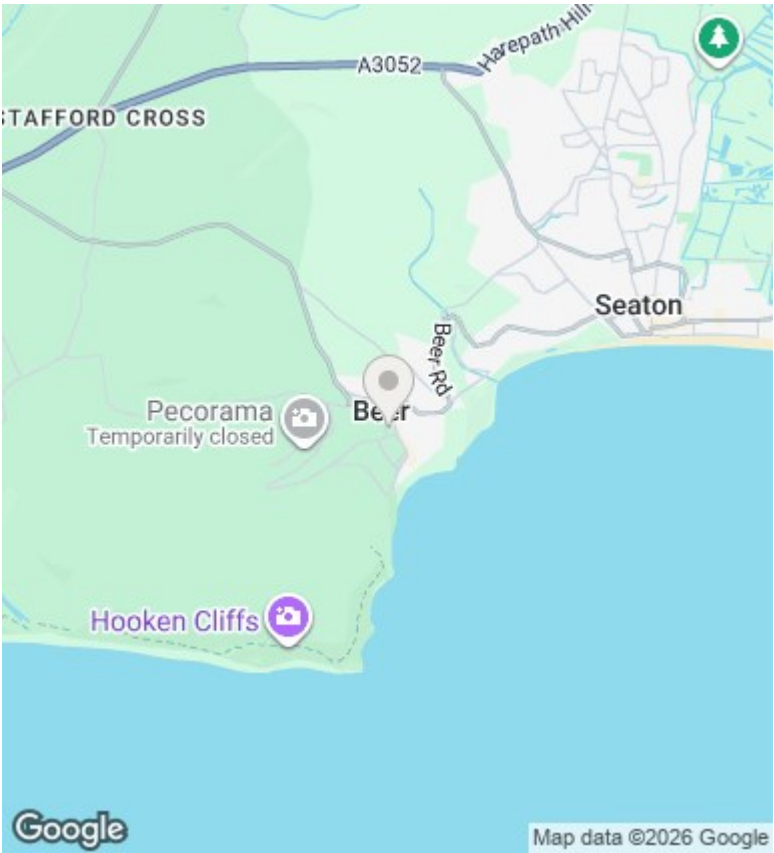 Harepath Hill
A3052
STAFFORD CROSS
Seaton
Beer Rd
Beer
Pecorama
Temporarily closed
Hooken Cliffs
Google
Map data ©2026 Google